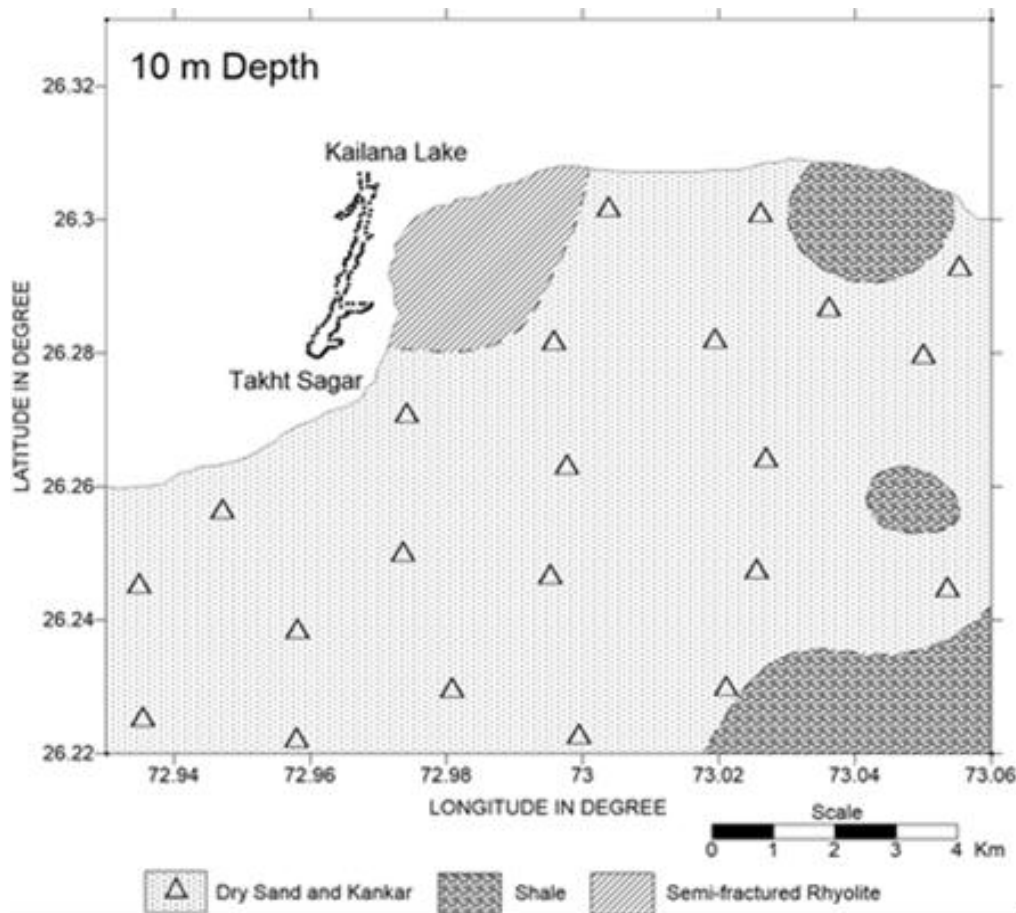 10 m Depth
26.32
Kailana Lake
26.3
26.28
Takht Sagar
LATITUDE IN DEGREE
26.26
26.24
26.22
72.94 72.96 72.98 73 73.02 73.04 73.06
LONGITUDE IN DEGREE
Scale
0 1 2 3 4 Km
Dry Sand and Kankar Shale Semi-fractured Rhyolite